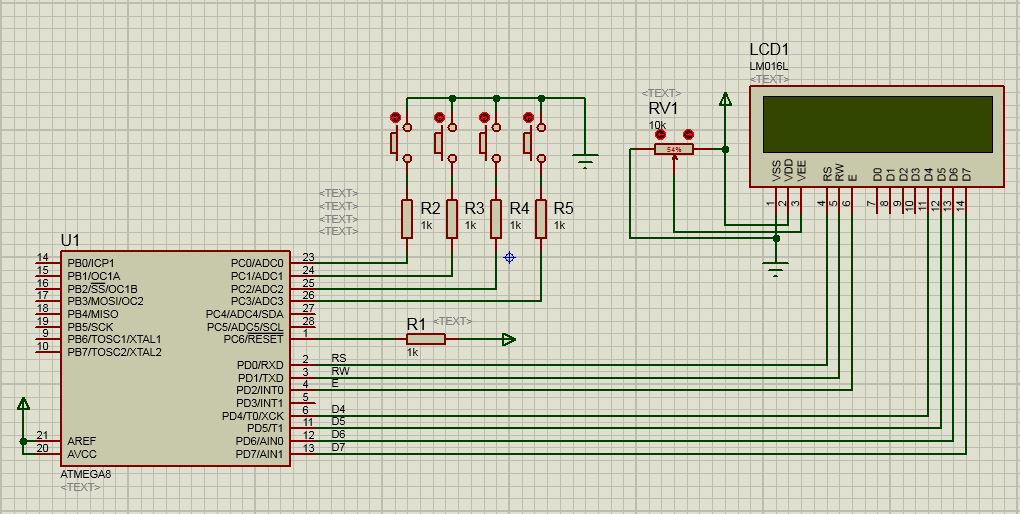 LCD1
LM016L
<TEXT>
<TEXT>
RV1
10k
54%
VSS
VDD
VEE
RS
RW
E
D0
D1
D2
D3
D4
D5
D6
D7
1
2
3
4
5
6
7
8
9
10
11
12
13
14
<TEXT>
<TEXT>
<TEXT>
<TEXT>
R2
1k
R3
1k
R4
1k
R5
1k
U1
14 PB0/ICP1 PC0/ADC0 23
15 PB1/OC1A PC1/ADC1 24
16 PB2/SS/OC1B PC2/ADC2 25
17 PB3/MOSI/OC2 PC3/ADC3 26
18 PB4/MISO PC4/ADC4/SDA 27
19 PB5/SCK PC5/ADC5/SCL 28
9 PB6/TOSC1/XTAL1 PC6/RESET 1
10 PB7/TOSC2/XTAL2
R1 <TEXT>
1k
PD0/RXD 2 RS
PD1/TXD 3 RW
PD2/INT0 4 E
PD3/INT1 5
PD4/T0/XCK 6 D4
PD5/T1 11 D5
21 AREF PD6/AIN0 12 D6
20 AVCC PD7/AIN1 13 D7
ATMEGA8
<TEXT>